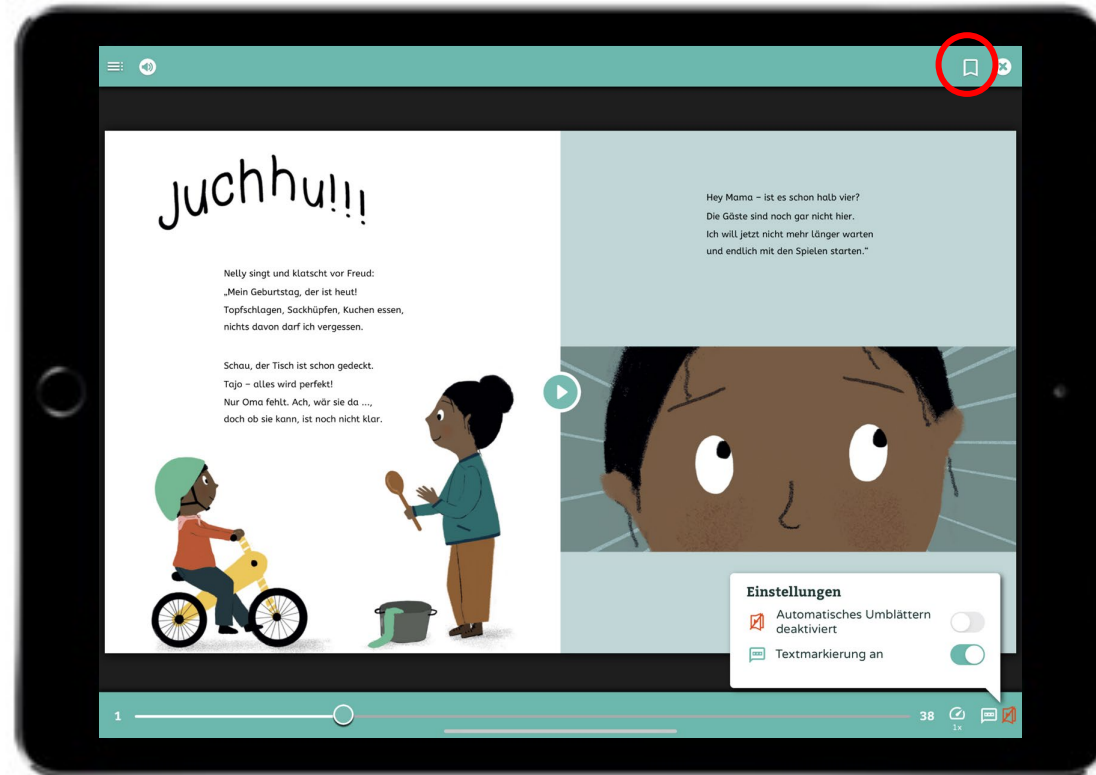 Juchhu!!!
Nelly singt und klatscht vor Freud:
„Mein Geburtstag, der ist heut!
Topfschlagen, Sackhüpfen, Kuchen essen,
nichts davon darf ich vergessen.
Schau, der Tisch ist schon gedeckt.
Tajo – alles wird perfekt!
Nur Oma fehlt. Ach, wär sie da ...,
doch ob sie kann, ist noch nicht klar.
Hey Mama – ist es schon halb vier?
Die Gäste sind noch gar nicht hier.
Ich will jetzt nicht mehr länger warten
und endlich mit den Spielen starten.“
Einstellungen
Automatisches Umblättern
deaktiviert
Textmarkierung an
1
38
1x